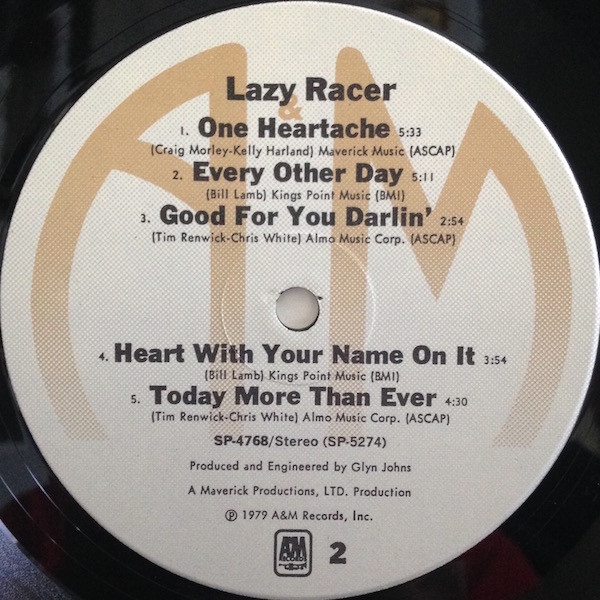 A&M
Lazy Racer
1. One Heartache 5:33
(Craig Morley-Kelly Harland) Maverick Music (ASCAP)
2. Every Other Day 5:11
(Bill Lamb) Kings Point Music (BMI)
3. Good For You Darlin' 2:54
(Tim Renwick-Chris White) Almo Music Corp. (ASCAP)
4. Heart With Your Name On It 3:54
(Bill Lamb) Kings Point Music (BMI)
5. Today More Than Ever 4:30
(Tim Renwick-Chris White) Almo Music Corp. (ASCAP)
SP-4768/Stereo (SP-5274)
Produced and Engineered by Glyn Johns
A Maverick Productions, LTD. Production
℗ 1979 A&M Records, Inc.
A&M RECORDS 2